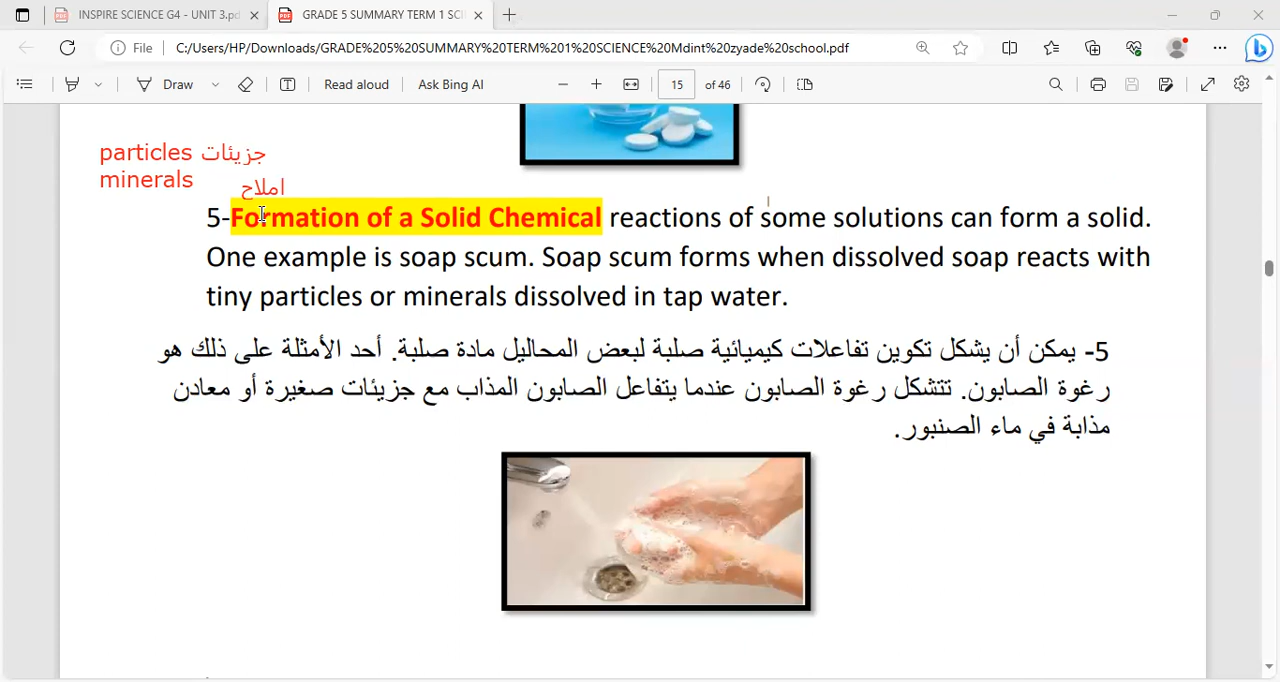 INSPIRE SCIENCE G4 - UNIT 3.pd
GRADE 5 SUMMARY TERM 1 SCI
File
C:/Users/HP/Downloads/GRADE%205%20SUMMARY%20TERM%201%20SCIENCE%20Mdint%20zyade%20school.pdf
Draw
Read aloud
Ask Bing AI
15 of 46
particles جزيئات
minerals املاح
5-Formation of a Solid Chemical reactions of some solutions can form a solid.
One example is soap scum. Soap scum forms when dissolved soap reacts with
tiny particles or minerals dissolved in tap water.
5- يمكن أن يشكل تكوين تفاعلات كيميائية صلبة لبعض المحاليل مادة صلبة. أحد الأمثلة على ذلك هو
رغوة الصابون. تتشكل رغوة الصابون عندما يتفاعل الصابون المذاب مع جزيئات صغيرة أو معادن
مذابة في ماء الصنبور.